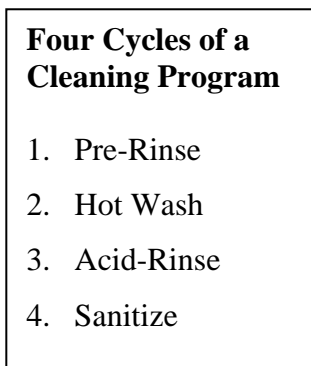 Four Cycles of a
Cleaning Program
1. Pre-Rinse
2. Hot Wash
3. Acid-Rinse
4. Sanitize